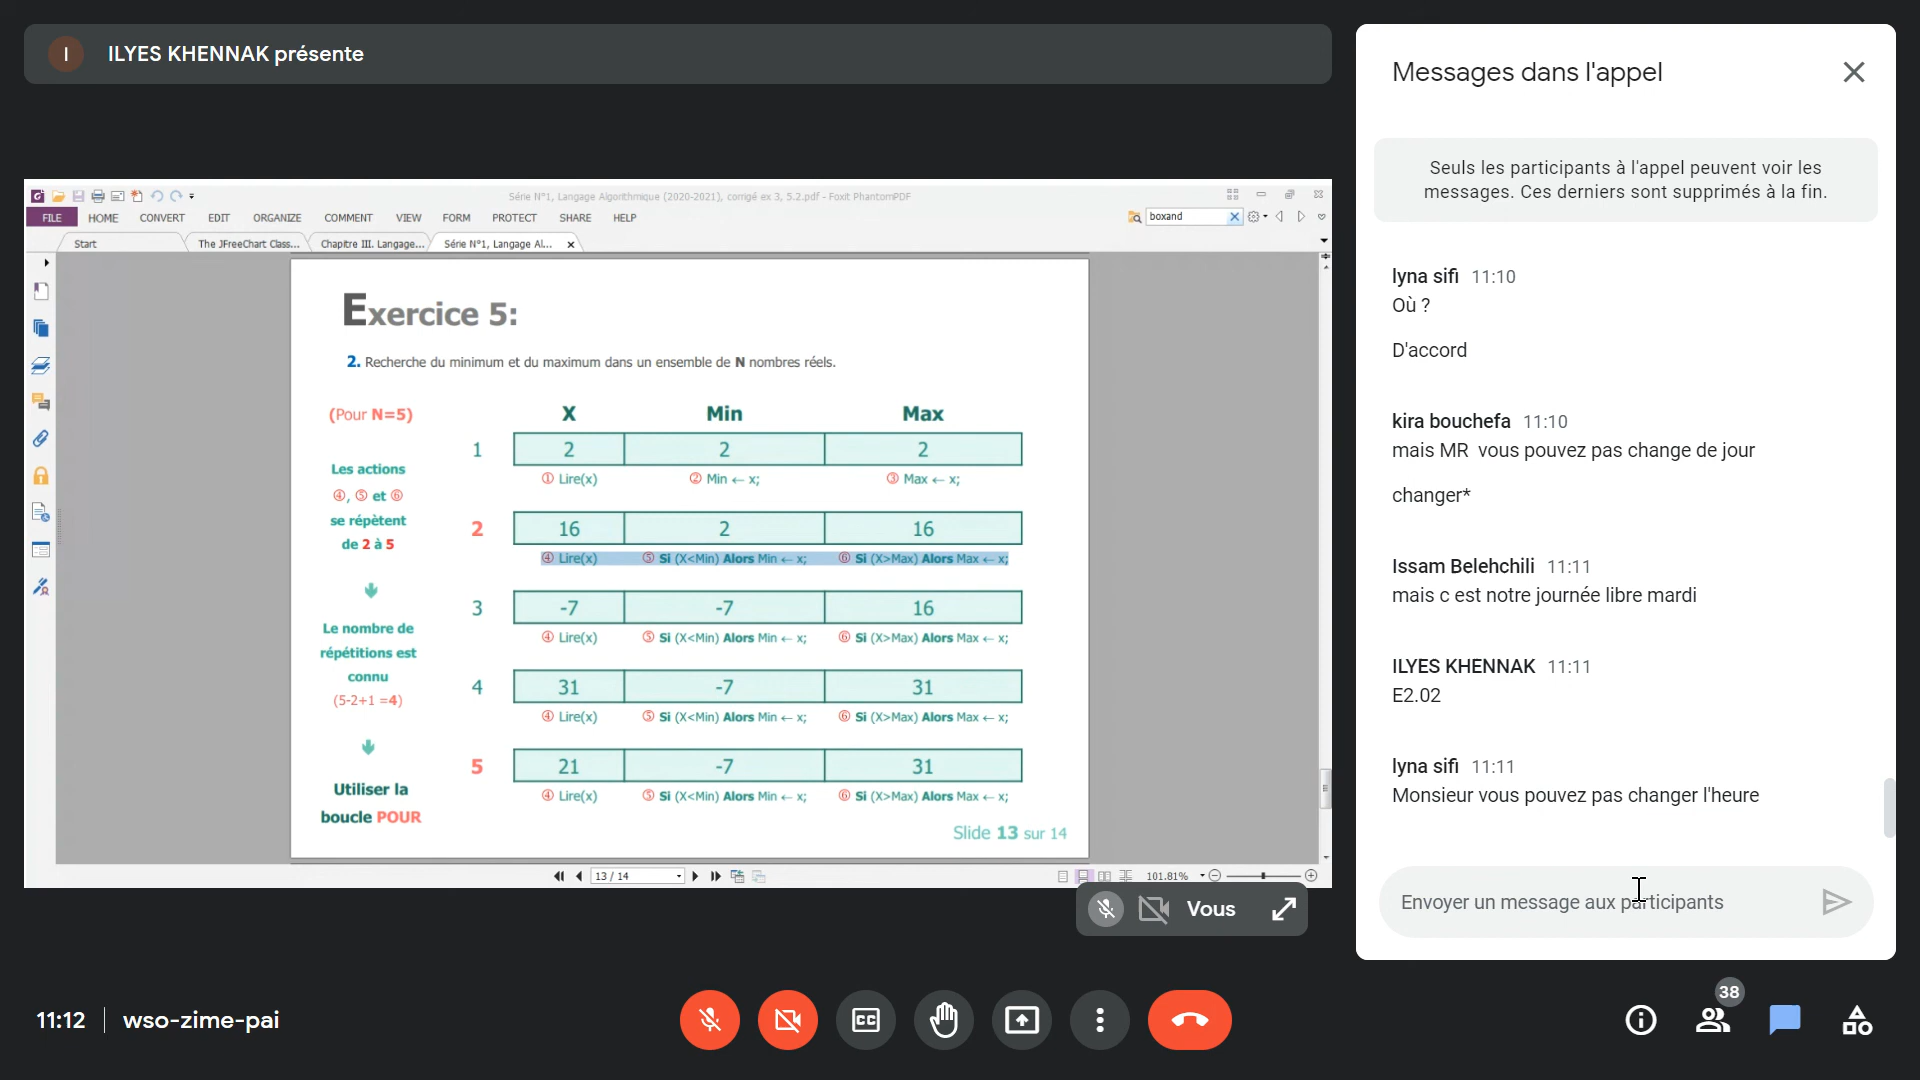 I ILYES KHENNAK présente
Série N°1, Langage Algorithmique (2020-2021), corrigé ex 3, 5.2.pdf - Foxit PhantomPDF
FILE HOME CONVERT EDIT ORGANIZE COMMENT VIEW FORM PROTECT SHARE HELP boxand
Start The JFreeChart Class... Chapitre III. Langage... Série N°1, Langage Al... ×
Exercice 5:
2. Recherche du minimum et du maximum dans un ensemble de N nombres réels.
(Pour N=5)
Les actions
④, ⑤ et ⑥
se répètent
de 2 à 5
Le nombre de
répétitions est
connu
(5-2+1 =4)
Utiliser la
boucle POUR
X Min Max
1 2 2 2
① Lire(x) ② Min ← x; ③ Max ← x;
2 16 2 16
④ Lire(x) ⑤ Si (X<Min) Alors Min ← x; ⑥ Si (X>Max) Alors Max ← x;
3 -7 -7 16
④ Lire(x) ⑤ Si (X<Min) Alors Min ← x; ⑥ Si (X>Max) Alors Max ← x;
4 31 -7 31
④ Lire(x) ⑤ Si (X<Min) Alors Min ← x; ⑥ Si (X>Max) Alors Max ← x;
5 21 -7 31
④ Lire(x) ⑤ Si (X<Min) Alors Min ← x; ⑥ Si (X>Max) Alors Max ← x;
Slide 13 sur 14
13 / 14 101.81%
Vous
Messages dans l'appel
Seuls les participants à l'appel peuvent voir les
messages. Ces derniers sont supprimés à la fin.
lyna sifi 11:10
Où ?
D'accord
kira bouchefa 11:10
mais MR vous pouvez pas change de jour
changer*
Issam Belehchili 11:11
mais c est notre journée libre mardi
ILYES KHENNAK 11:11
E2.02
lyna sifi 11:11
Monsieur vous pouvez pas changer l'heure
Envoyer un message aux participants
11:12 wso-zime-pai
CC
38